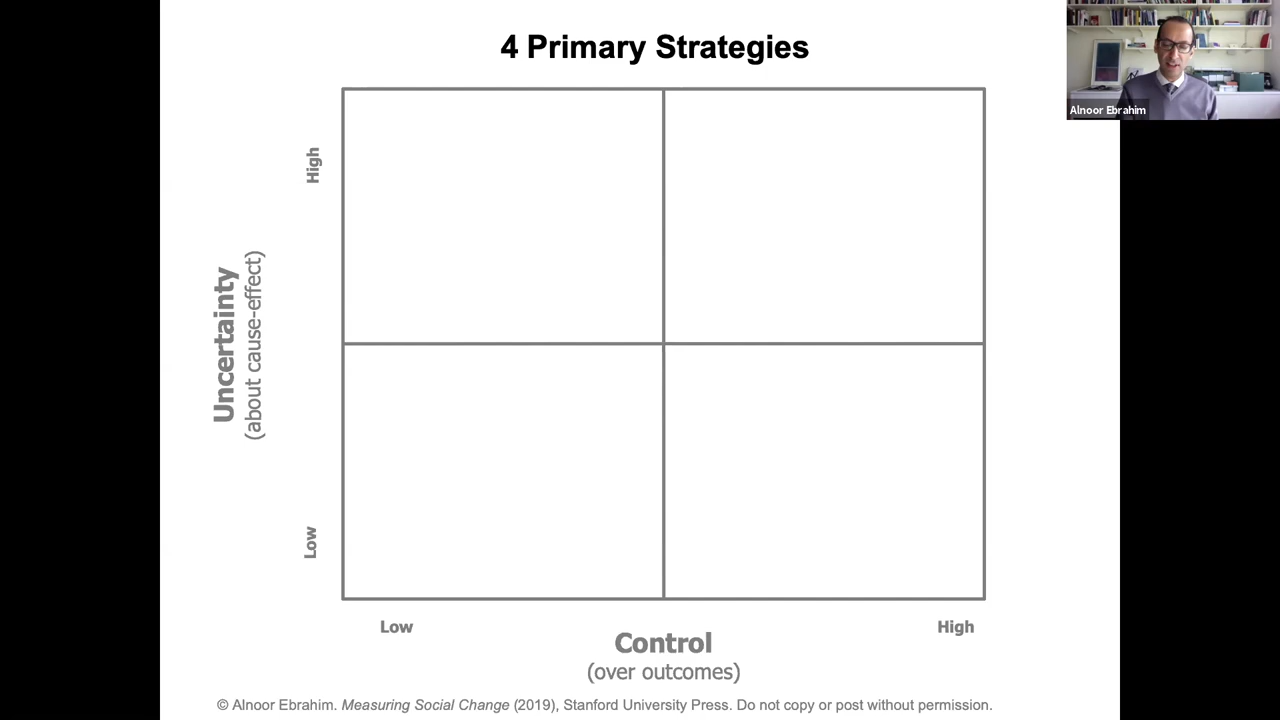 4 Primary Strategies
Alnoor Ebrahim
High
Uncertainty
(about cause-effect)
Low
Low
High
Control
(over outcomes)
© Alnoor Ebrahim. Measuring Social Change (2019), Stanford University Press. Do not copy or post without permission.